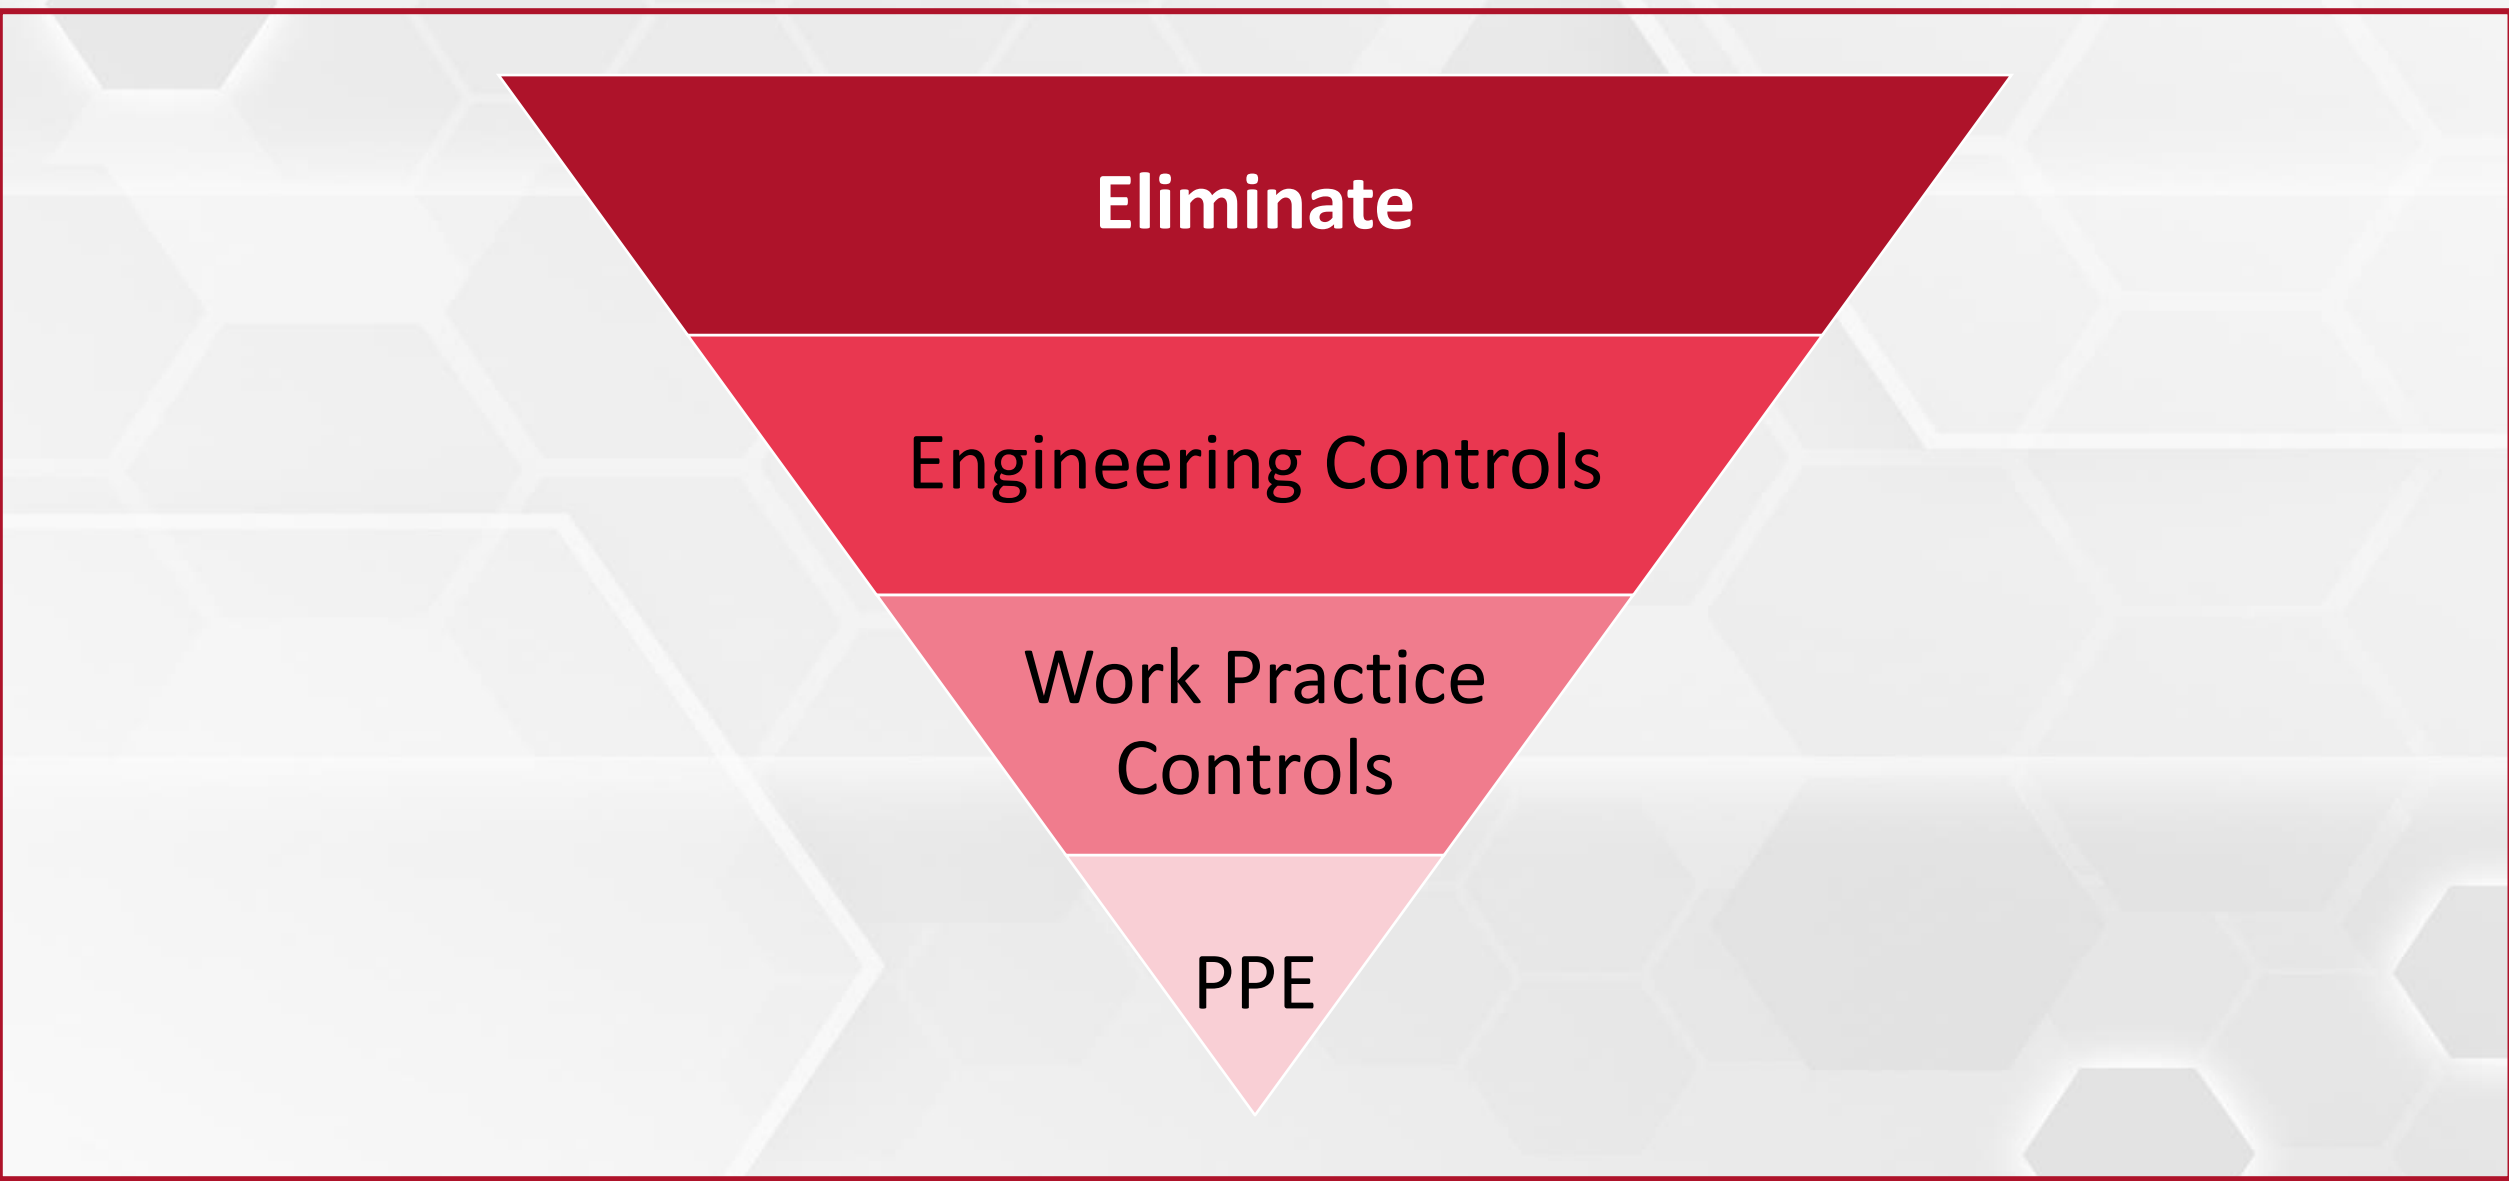 Eliminate
Engineering Controls
Work Practice
Controls
PPE